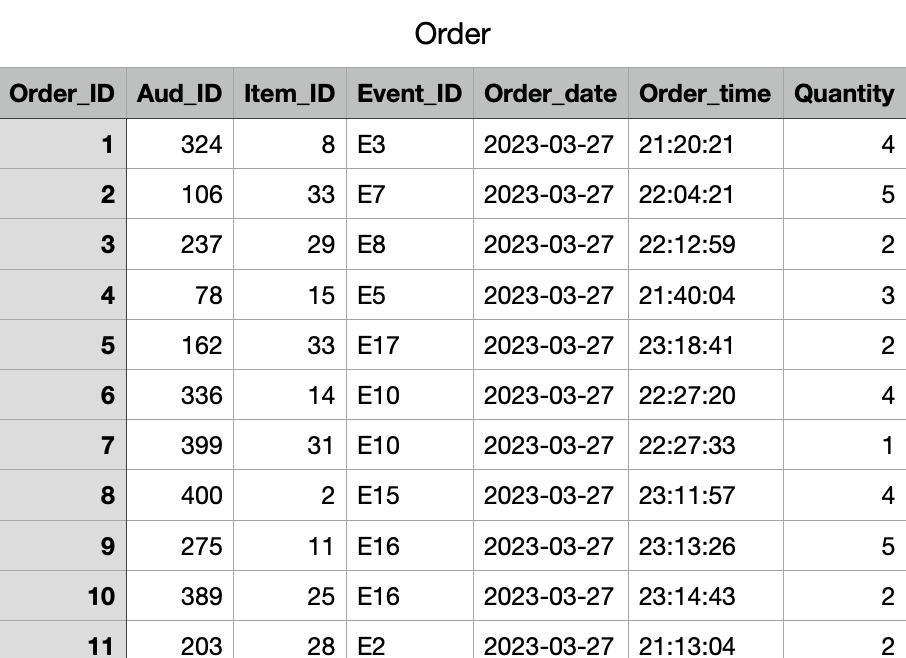 Order
Order_ID Aud_ID Item_ID Event_ID Order_date Order_time Quantity
1 324 8 E3 2023-03-27 21:20:21 4
2 106 33 E7 2023-03-27 22:04:21 5
3 237 29 E8 2023-03-27 22:12:59 2
4 78 15 E5 2023-03-27 21:40:04 3
5 162 33 E17 2023-03-27 23:18:41 2
6 336 14 E10 2023-03-27 22:27:20 4
7 399 31 E10 2023-03-27 22:27:33 1
8 400 2 E15 2023-03-27 23:11:57 4
9 275 11 E16 2023-03-27 23:13:26 5
10 389 25 E16 2023-03-27 23:14:43 2
11 203 28 E2 2023-03-27 21:13:04 2